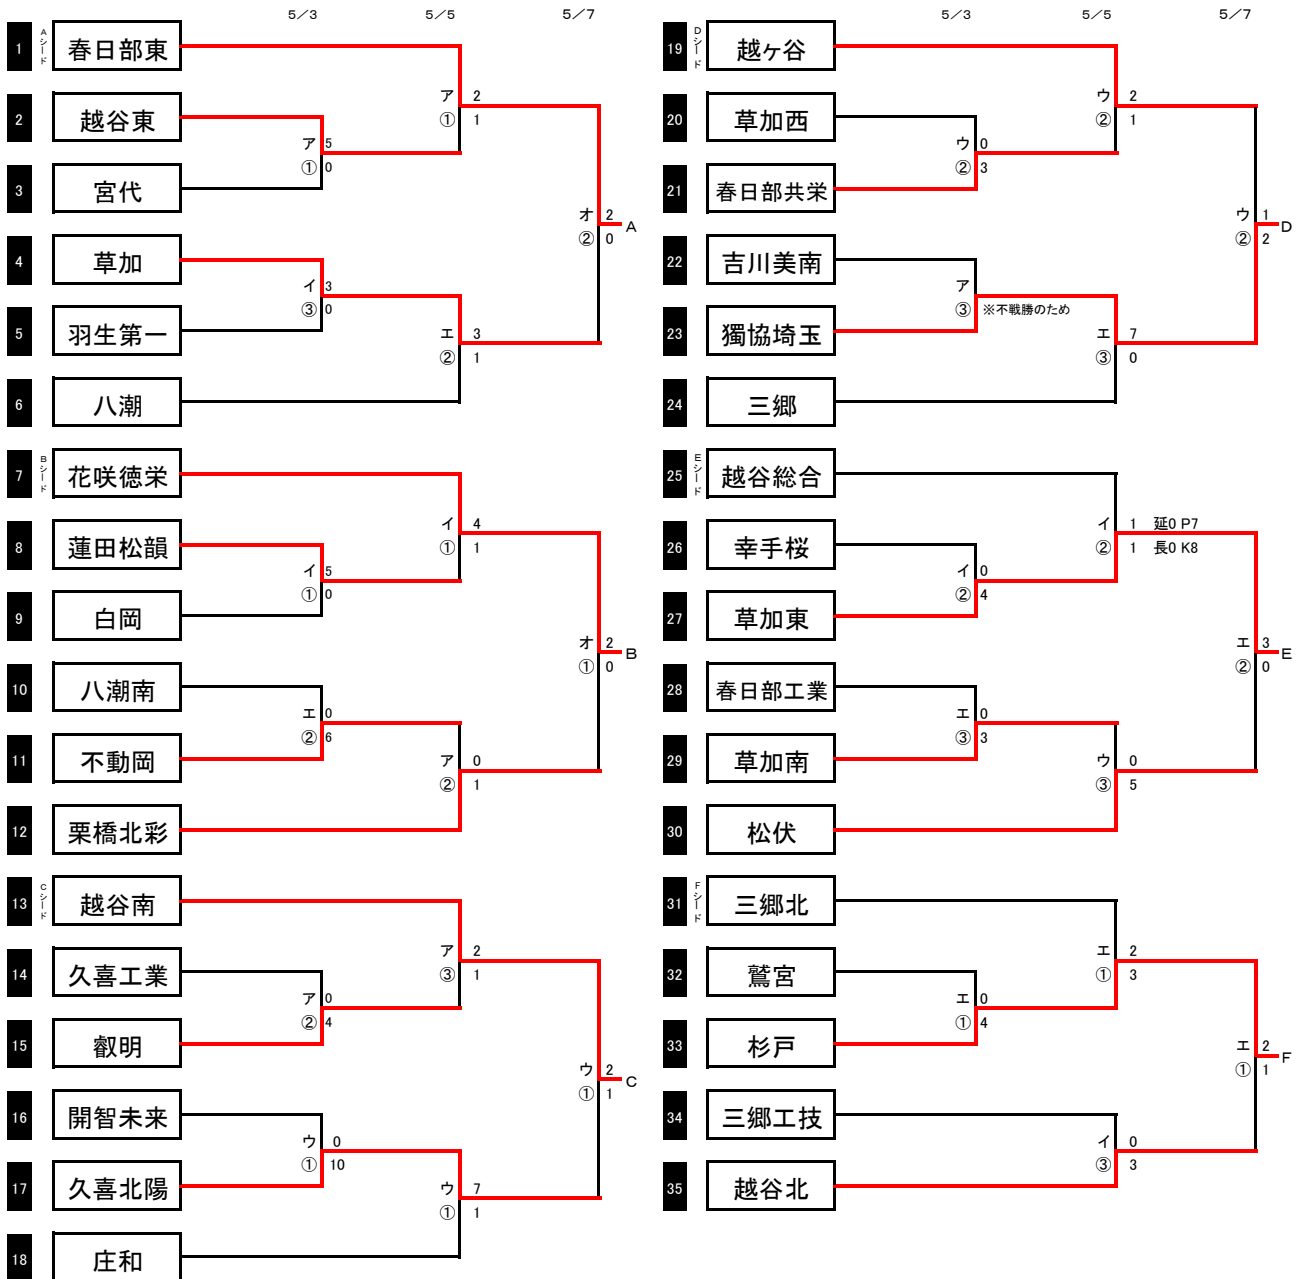 5/3 5/5 5/7
1 Aシード 春日部東
ア 2
① 1
2 越谷東
ア 5
① 0
3 宮代
オ 2
② 0
A
4 草加
イ 3
③ 0
5 羽生第一
エ 3
② 1
6 八潮
7 Bシード 花咲徳栄
イ 4
① 1
8 蓮田松韻
イ 5
① 0
9 白岡
オ 2
① 0
B
10 八潮南
エ 0
② 6
11 不動岡
ア 0
② 1
12 栗橋北彩
13 Cシード 越谷南
ア 2
③ 1
14 久喜工業
ア 0
② 4
15 叡明
ウ 2
① 1
C
16 開智未来
ウ 0
① 10
17 久喜北陽
ウ 7
① 1
18 庄和
5/3 5/5 5/7
19 Dシード 越ヶ谷
ウ 2
② 1
20 草加西
ウ 0
② 3
21 春日部共栄
ウ 1
② 2
D
22 吉川美南
ア
③ ※不戦勝のため
23 獨協埼玉
エ 7
③ 0
24 三郷
25 Eシード 越谷総合
イ 1 延0 P7
② 1 長0 K8
26 幸手桜
イ 0
② 4
27 草加東
エ 3
② 0
E
28 春日部工業
エ 0
③ 3
29 草加南
ウ 0
③ 5
30 松伏
31 Fシード 三郷北
エ 2
① 3
32 鷲宮
エ 0
① 4
33 杉戸
エ 2
① 1
F
34 三郷工技
イ 0
③ 3
35 越谷北